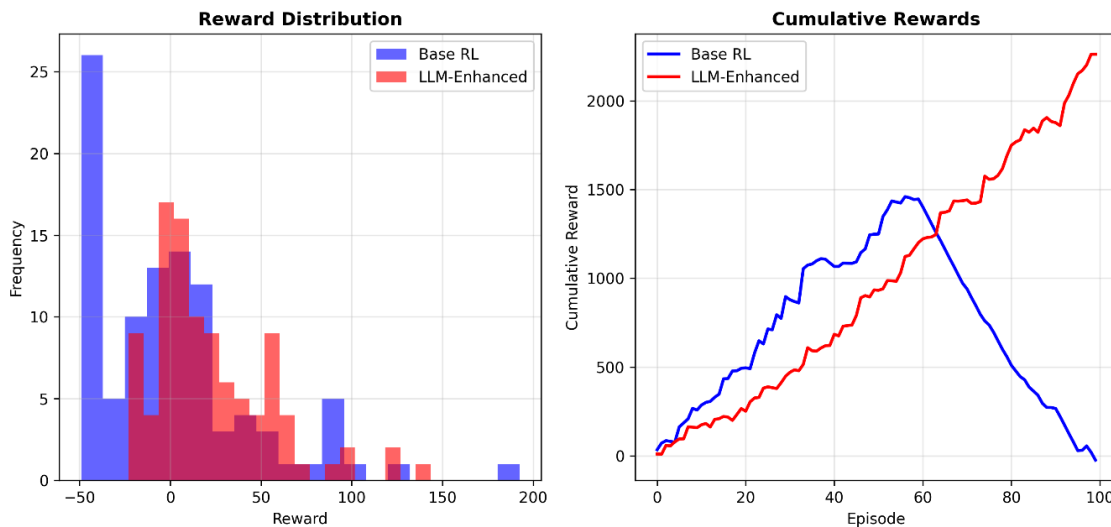 Reward Distribution
Base RL
LLM-Enhanced
Frequency
25
20
15
10
5
0
−50
0
50
100
150
200
Reward
Cumulative Rewards
Base RL
LLM-Enhanced
Cumulative Reward
2000
1500
1000
500
0
0
20
40
60
80
100
Episode